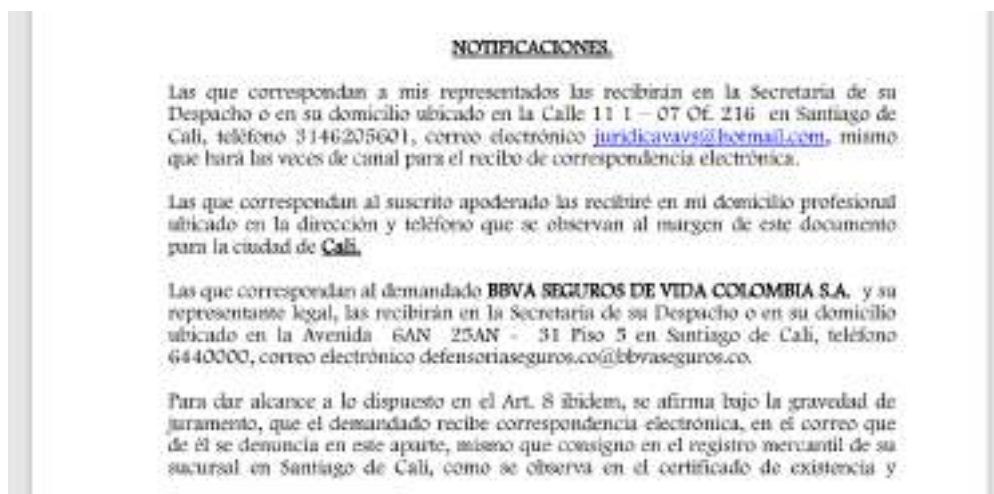 NOTIFICACIONES.
Las que correspondan a mis representados las recibirán en la Secretaria de su
Despacho o en su domicilio ubicado en la Calle 11 1 – 07 Of. 216 en Santiago de
Cali, teléfono 3146205601, correo electrónico juridicavavs@hotmail.com, mismo
que hará las veces de canal para el recibo de correspondencia electrónica.
Las que correspondan al suscrito apoderado las recibiré en mi domicilio profesional
ubicado en la dirección y teléfono que se observan al margen de este documento
para la ciudad de Cali.
Las que correspondan al demandado BBVA SEGUROS DE VIDA COLOMBIA S.A. y su
representante legal, las recibirán en la Secretaria de su Despacho o en su domicilio
ubicado en la Avenida 6AN 25AN - 31 Piso 5 en Santiago de Cali, teléfono
6440000, correo electrónico defensoriaseguros.co@bbvaseguros.co.
Para dar alcance a lo dispuesto en el Art. 8 ibidem, se afirma bajo la gravedad de
juramento, que el demandado recibe correspondencia electrónica, en el correo que
de él se denuncia en este aparte, mismo que consigno en el registro mercantil de su
sucursal en Santiago de Cali, como se observa en el certificado de existencia y